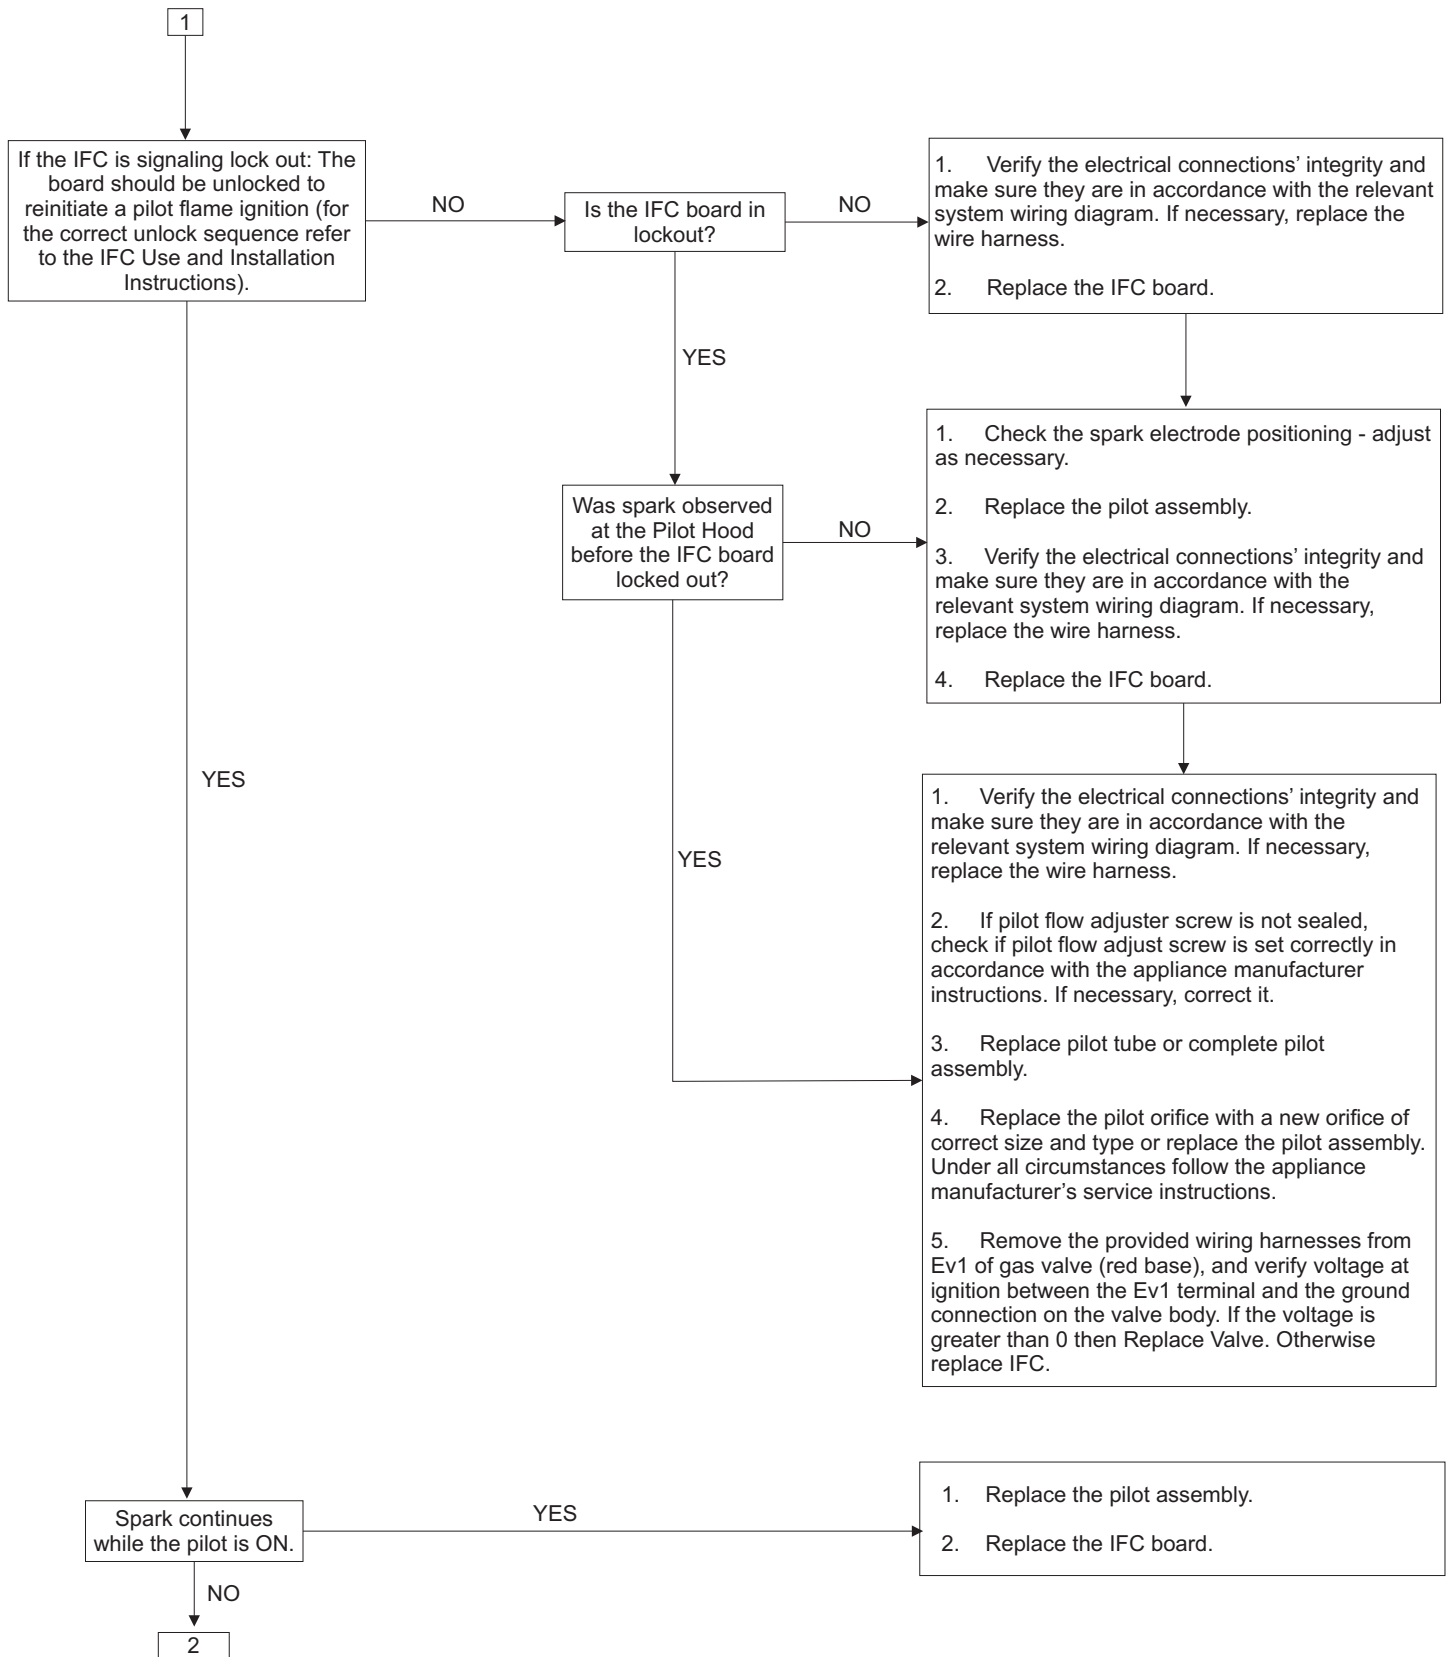 1
If the IFC is signaling lock out: The
board should be unlocked to
reinitiate a pilot flame ignition (for
the correct unlock sequence refer
to the IFC Use and Installation
Instructions).
NO
Is the IFC board in
lockout?
NO
1. Verify the electrical connections’ integrity and
make sure they are in accordance with the relevant
system wiring diagram. If necessary, replace the
wire harness.
2. Replace the IFC board.
YES
Was spark observed
at the Pilot Hood
before the IFC board
locked out?
NO
1. Check the spark electrode positioning - adjust
as necessary.
2. Replace the pilot assembly.
3. Verify the electrical connections’ integrity and
make sure they are in accordance with the
relevant system wiring diagram. If necessary,
replace the wire harness.
4. Replace the IFC board.
YES
YES
1. Verify the electrical connections’ integrity and
make sure they are in accordance with the
relevant system wiring diagram. If necessary,
replace the wire harness.
2. If pilot flow adjuster screw is not sealed,
check if pilot flow adjust screw is set correctly in
accordance with the appliance manufacturer
instructions. If necessary, correct it.
3. Replace pilot tube or complete pilot
assembly.
4. Replace the pilot orifice with a new orifice of
correct size and type or replace the pilot assembly.
Under all circumstances follow the appliance
manufacturer’s service instructions.
5. Remove the provided wiring harnesses from
Ev1 of gas valve (red base), and verify voltage at
ignition between the Ev1 terminal and the ground
connection on the valve body. If the voltage is
greater than 0 then Replace Valve. Otherwise
replace IFC.
Spark continues
while the pilot is ON.
YES
1. Replace the pilot assembly.
2. Replace the IFC board.
NO
2